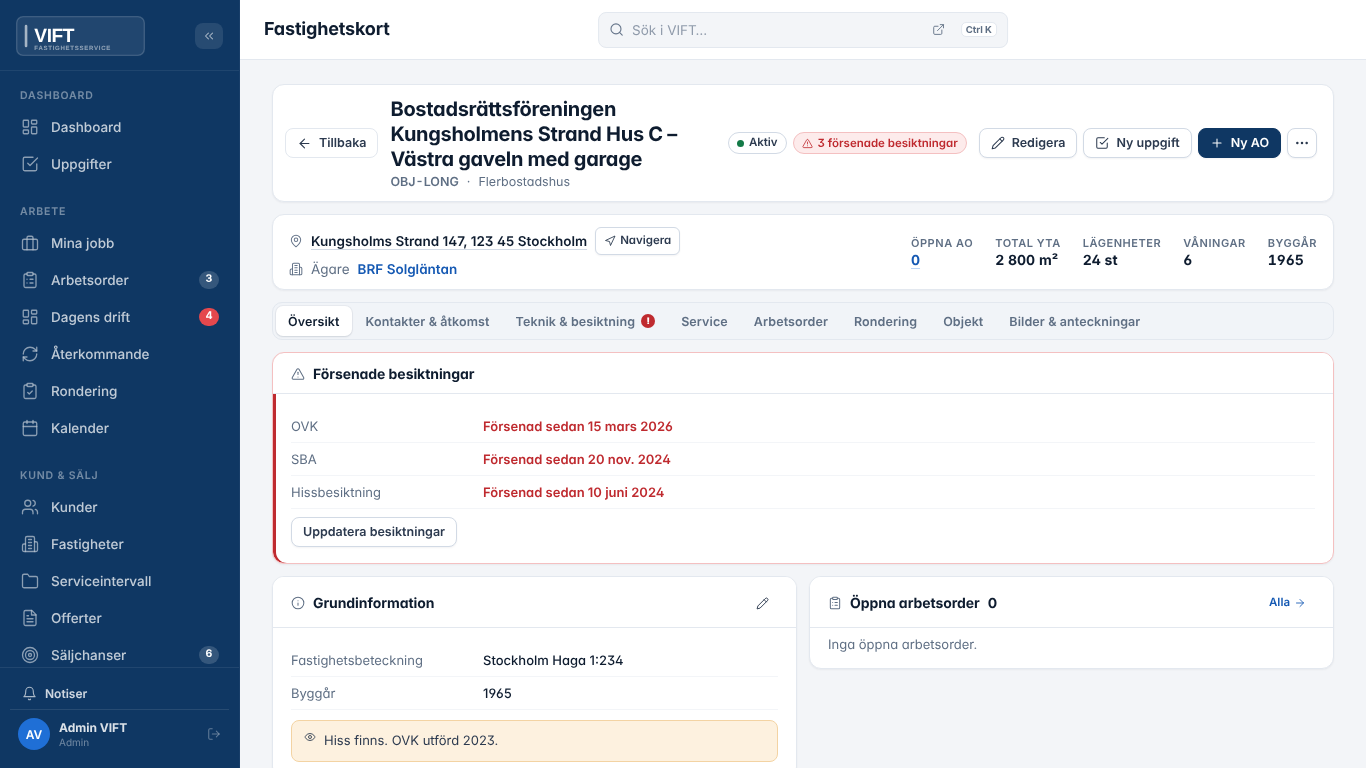 VIFT
FASTIGHETSSERVICE
DASHBOARD
Dashboard
Uppgifter
ARBETE
Mina jobb
Arbetsorder 3
Dagens drift 4
Återkommande
Rondering
Kalender
KUND & SÄLJ
Kunder
Fastigheter
Serviceintervall
Offerter
Säljchanser 6
Notiser
AV
Admin VIFT
Admin
Fastighetskort
Sök i VIFT...
Ctrl K
Tillbaka
Bostadsrättsföreningen
Kungsholmens Strand Hus C –
Västra gaveln med garage
OBJ-LONG · Flerbostadshus
Aktiv
3 försenade besiktningar
Redigera
Ny uppgift
Ny AO
Kungsholms Strand 147, 123 45 Stockholm
Navigera
Ägare BRF Solgläntan
ÖPPNA AO
0
TOTAL YTA
2 800 m²
LÄGENHETER
24 st
VÅNINGAR
6
BYGGÅR
1965
Översikt
Kontakter & åtkomst
Teknik & besiktning !
Service
Arbetsorder
Rondering
Objekt
Bilder & anteckningar
Försenade besiktningar
OVK Försenad sedan 15 mars 2026
SBA Försenad sedan 20 nov. 2024
Hissbesiktning Försenad sedan 10 juni 2024
Uppdatera besiktningar
Grundinformation
Fastighetsbeteckning Stockholm Haga 1:234
Byggår 1965
Hiss finns. OVK utförd 2023.
Öppna arbetsorder 0
Alla →
Inga öppna arbetsorder.